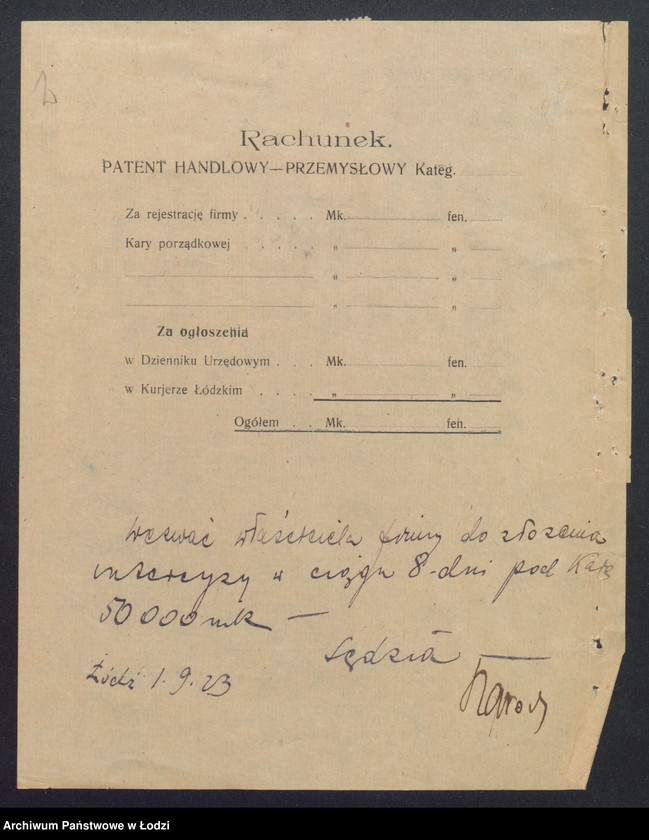 2
Rachunek.
PATENT HANDLOWY—PRZEMYSŁOWY Kateg.
Za rejestrację firmy . . . . . Mk. fen.
Kary porządkowej . . . . . „ „
„ „
„ „
Za ogłoszenia
w Dzienniku Urzędowym . . . Mk. fen.
w Kurjerze Łódzkim . . . . „ „
Ogółem . . Mk. fen.
Wezwać właściciela firmy do złożenia
intercyzy w ciągu 8-dni pod karą
50 000 mk —
Sędzia —
Łódź 1.9.23
Archiwum Państwowe w Łodzi